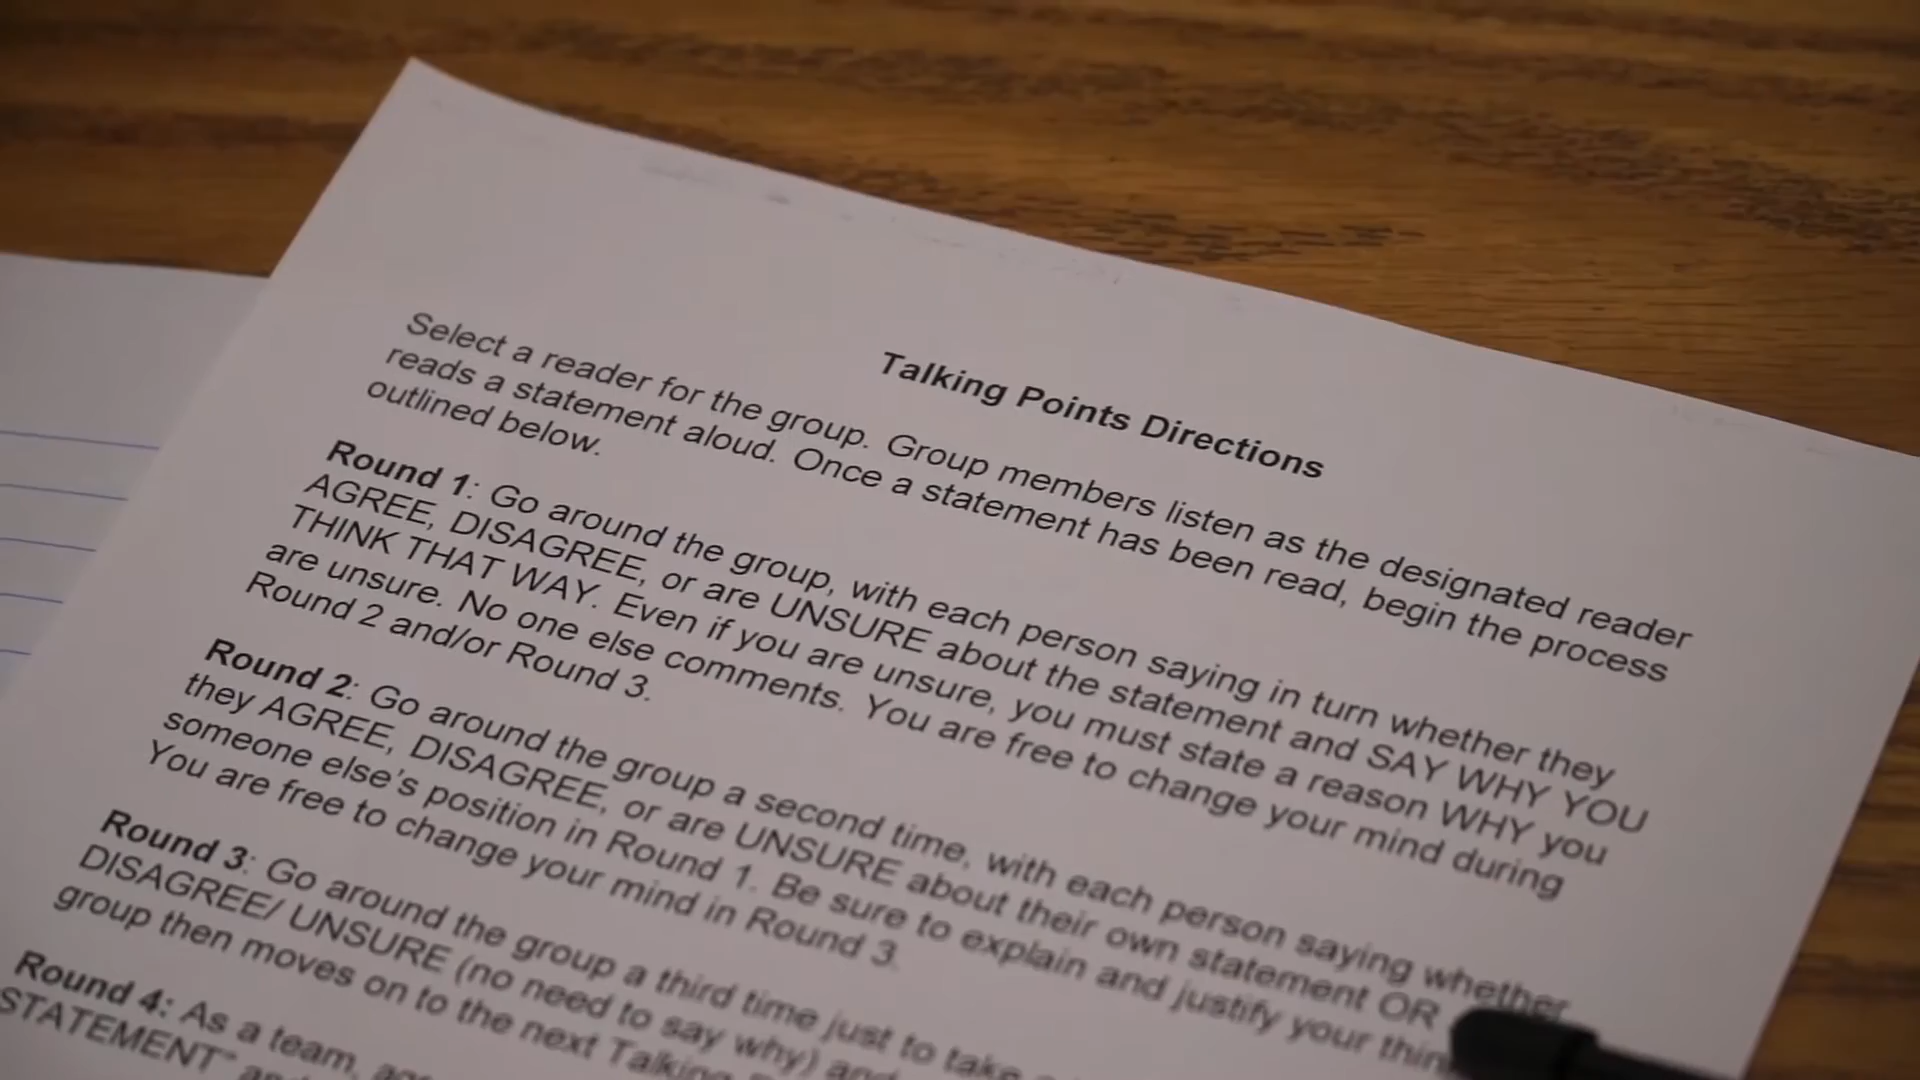 Talking Points Directions
Select a reader for the group. Group members listen as the designated reader
reads a statement aloud. Once a statement has been read, begin the process
outlined below.
Round 1: Go around the group, with each person saying in turn whether they
AGREE, DISAGREE, or are UNSURE about the statement and SAY WHY YOU
THINK THAT WAY. Even if you are unsure, you must state a reason WHY you
are unsure. No one else comments. You are free to change your mind during
Round 2 and/or Round 3.
Round 2: Go around the group a second time, with each person saying whether
they AGREE, DISAGREE, or are UNSURE about their own statement OR
someone else's position in Round 1. Be sure to explain and justify your
You are free to change your mind in Round 3.
Round 3: Go around the group a third time just to take
DISAGREE/ UNSURE (no need to say why) and
group then moves on to the next Talking
Round 4: As a team,
STATEMENT"